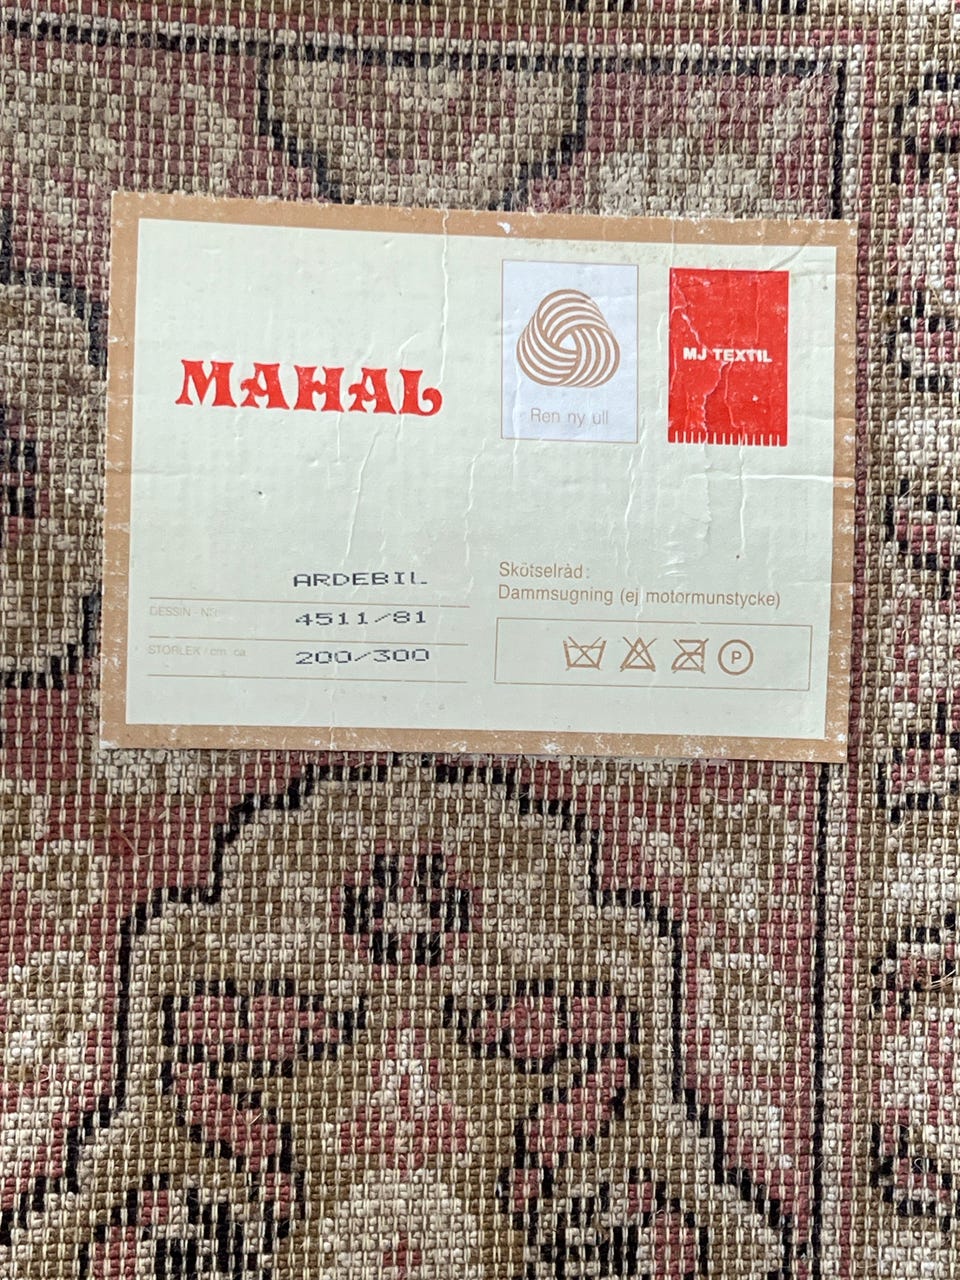 MAHAL
Ren ny ull
MJ TEXTIL
ARDEBIL
DESSIN - NR
4511/81
STORLEK / cm ca
200/300
Skötselråd:
Dammsugning (ej motormunstycke)
P